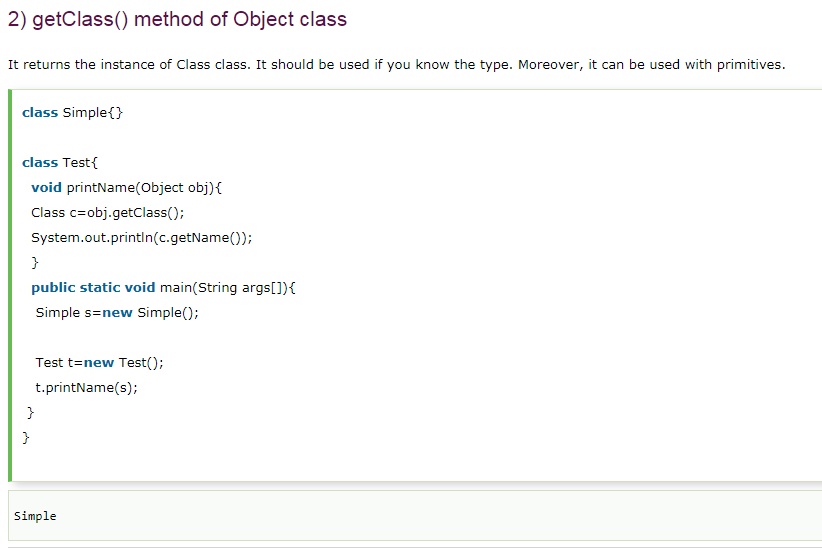 2) getClass() method of Object class
It returns the instance of Class class. It should be used if you know the type. Moreover, it can be used with primitives.
class Simple{}
class Test{
void printName(Object obj){
Class c=obj.getClass();
System.out.println(c.getName());
}
public static void main(String args[]){
Simple s=new Simple();
Test t=new Test();
t.printName(s);
}
}
Simple